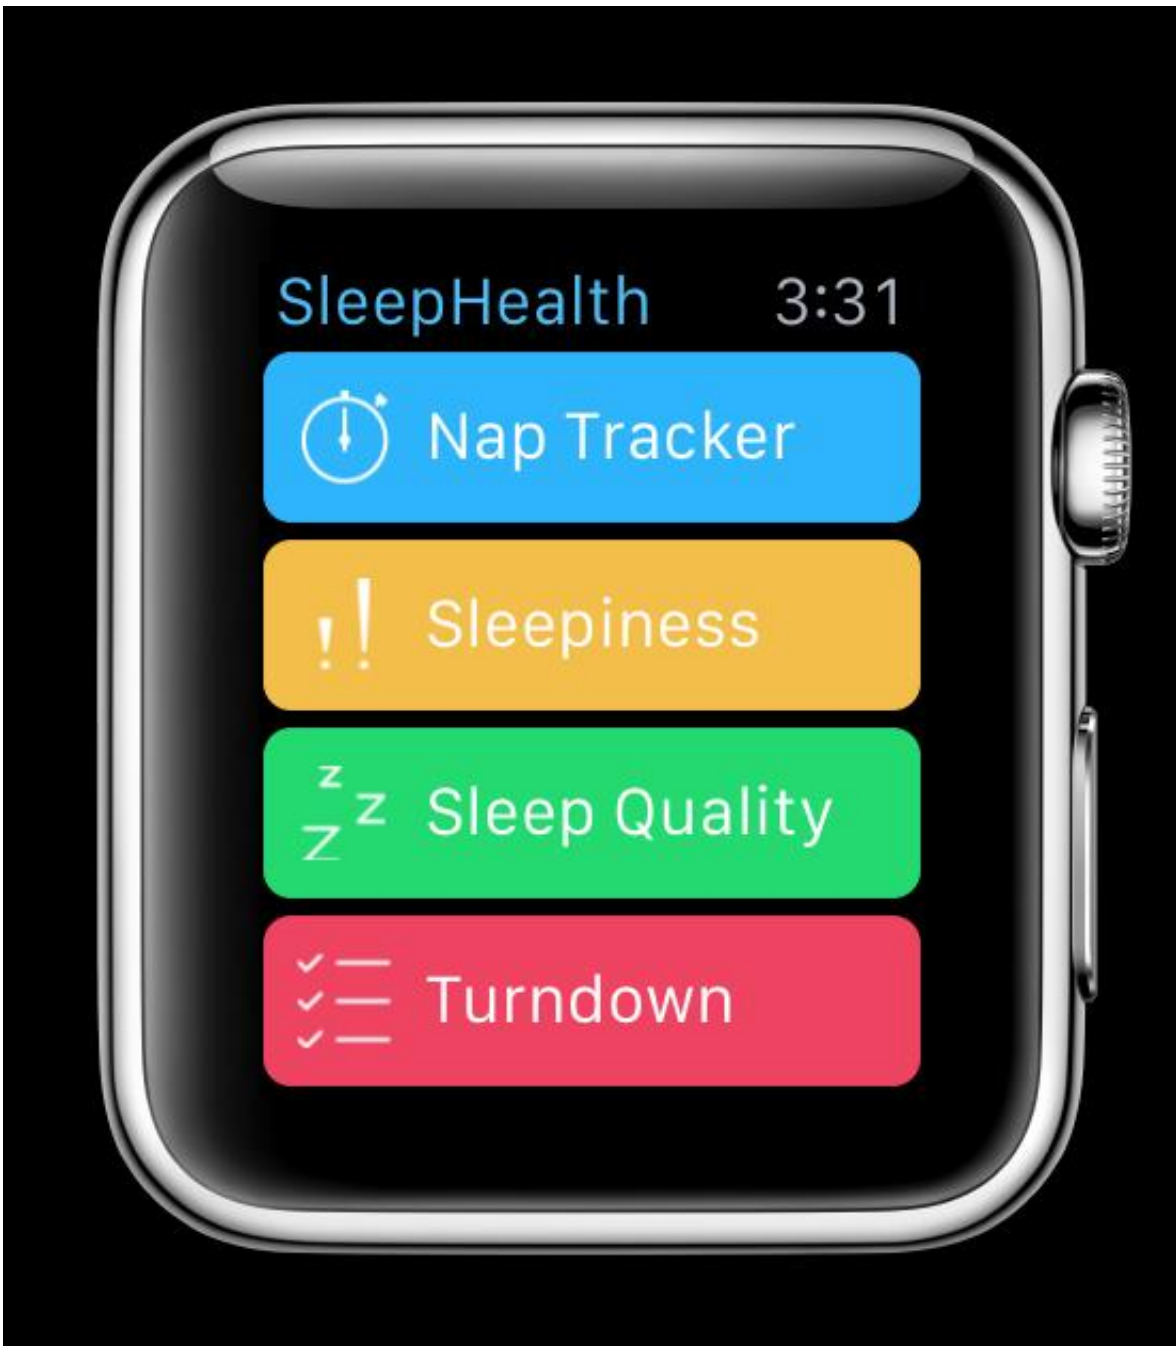 SleepHealth 3:31
Nap Tracker
!! Sleepiness
z
z
Z
Sleep Quality
Turndown